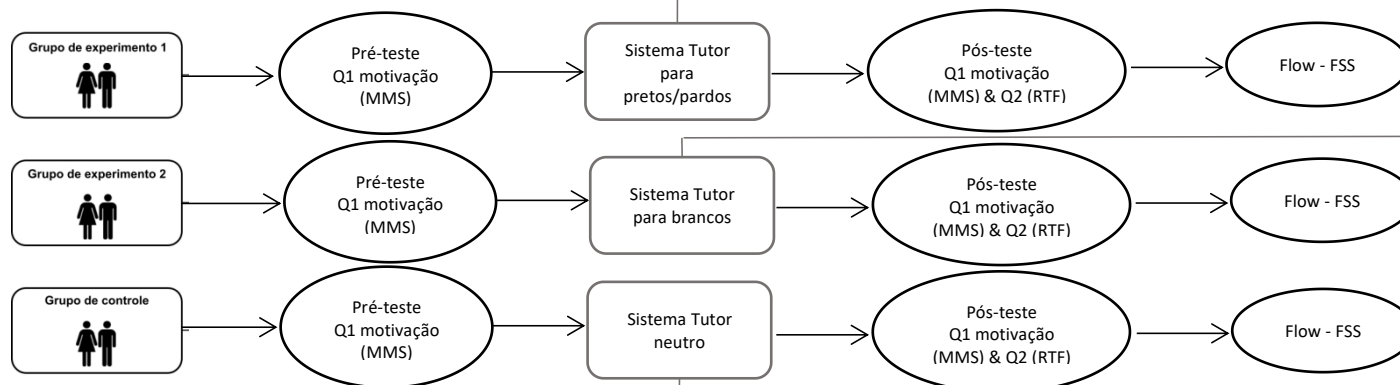 Grupo de experimento 1
Pré-teste
Q1 motivação
(MMS)
Sistema Tutor
para
pretos/pardos
Pós-teste
Q1 motivação
(MMS) & Q2 (RTF)
Flow - FSS
Grupo de experimento 2
Pré-teste
Q1 motivação
(MMS)
Sistema Tutor
para brancos
Pós-teste
Q1 motivação
(MMS) & Q2 (RTF)
Flow - FSS
Grupo de controle
Pré-teste
Q1 motivação
(MMS)
Sistema Tutor
neutro
Pós-teste
Q1 motivação
(MMS) & Q2 (RTF)
Flow - FSS